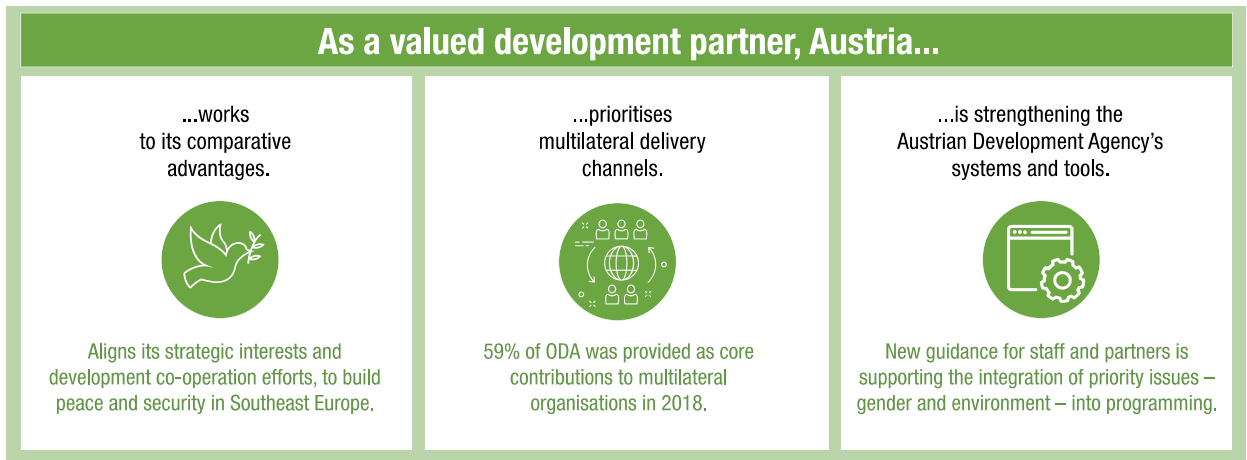 As a valued development partner, Austria...
...works
to its comparative
advantages.
Aligns its strategic interests and
development co-operation efforts, to build
peace and security in Southeast Europe.
...prioritises
multilateral delivery
channels.
59% of ODA was provided as core
contributions to multilateral
organisations in 2018.
...is strengthening the
Austrian Development Agency’s
systems and tools.
New guidance for staff and partners is
supporting the integration of priority issues –
gender and environment – into programming.